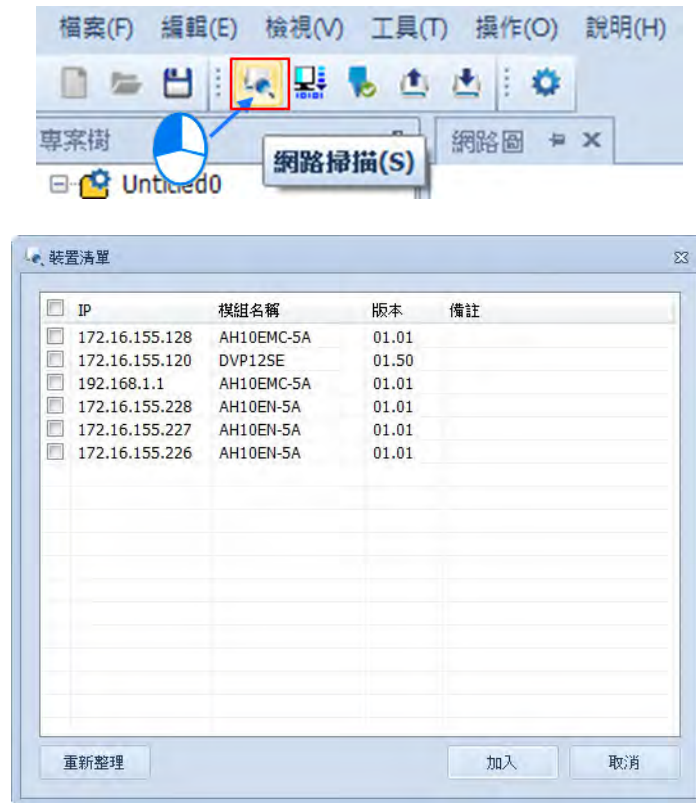 檔案(F) 編輯(E) 檢視(V) 工具(T) 操作(O) 說明(H)
專案樹 網路圖
網路掃描(S)
Untitled0
裝置清單
IP 模組名稱 版本 備註
172.16.155.128 AH10EMC-5A 01.01
172.16.155.120 DVP12SE 01.50
192.168.1.1 AH10EMC-5A 01.01
172.16.155.228 AH10EN-5A 01.01
172.16.155.227 AH10EN-5A 01.01
172.16.155.226 AH10EN-5A 01.01
重新整理 加入 取消